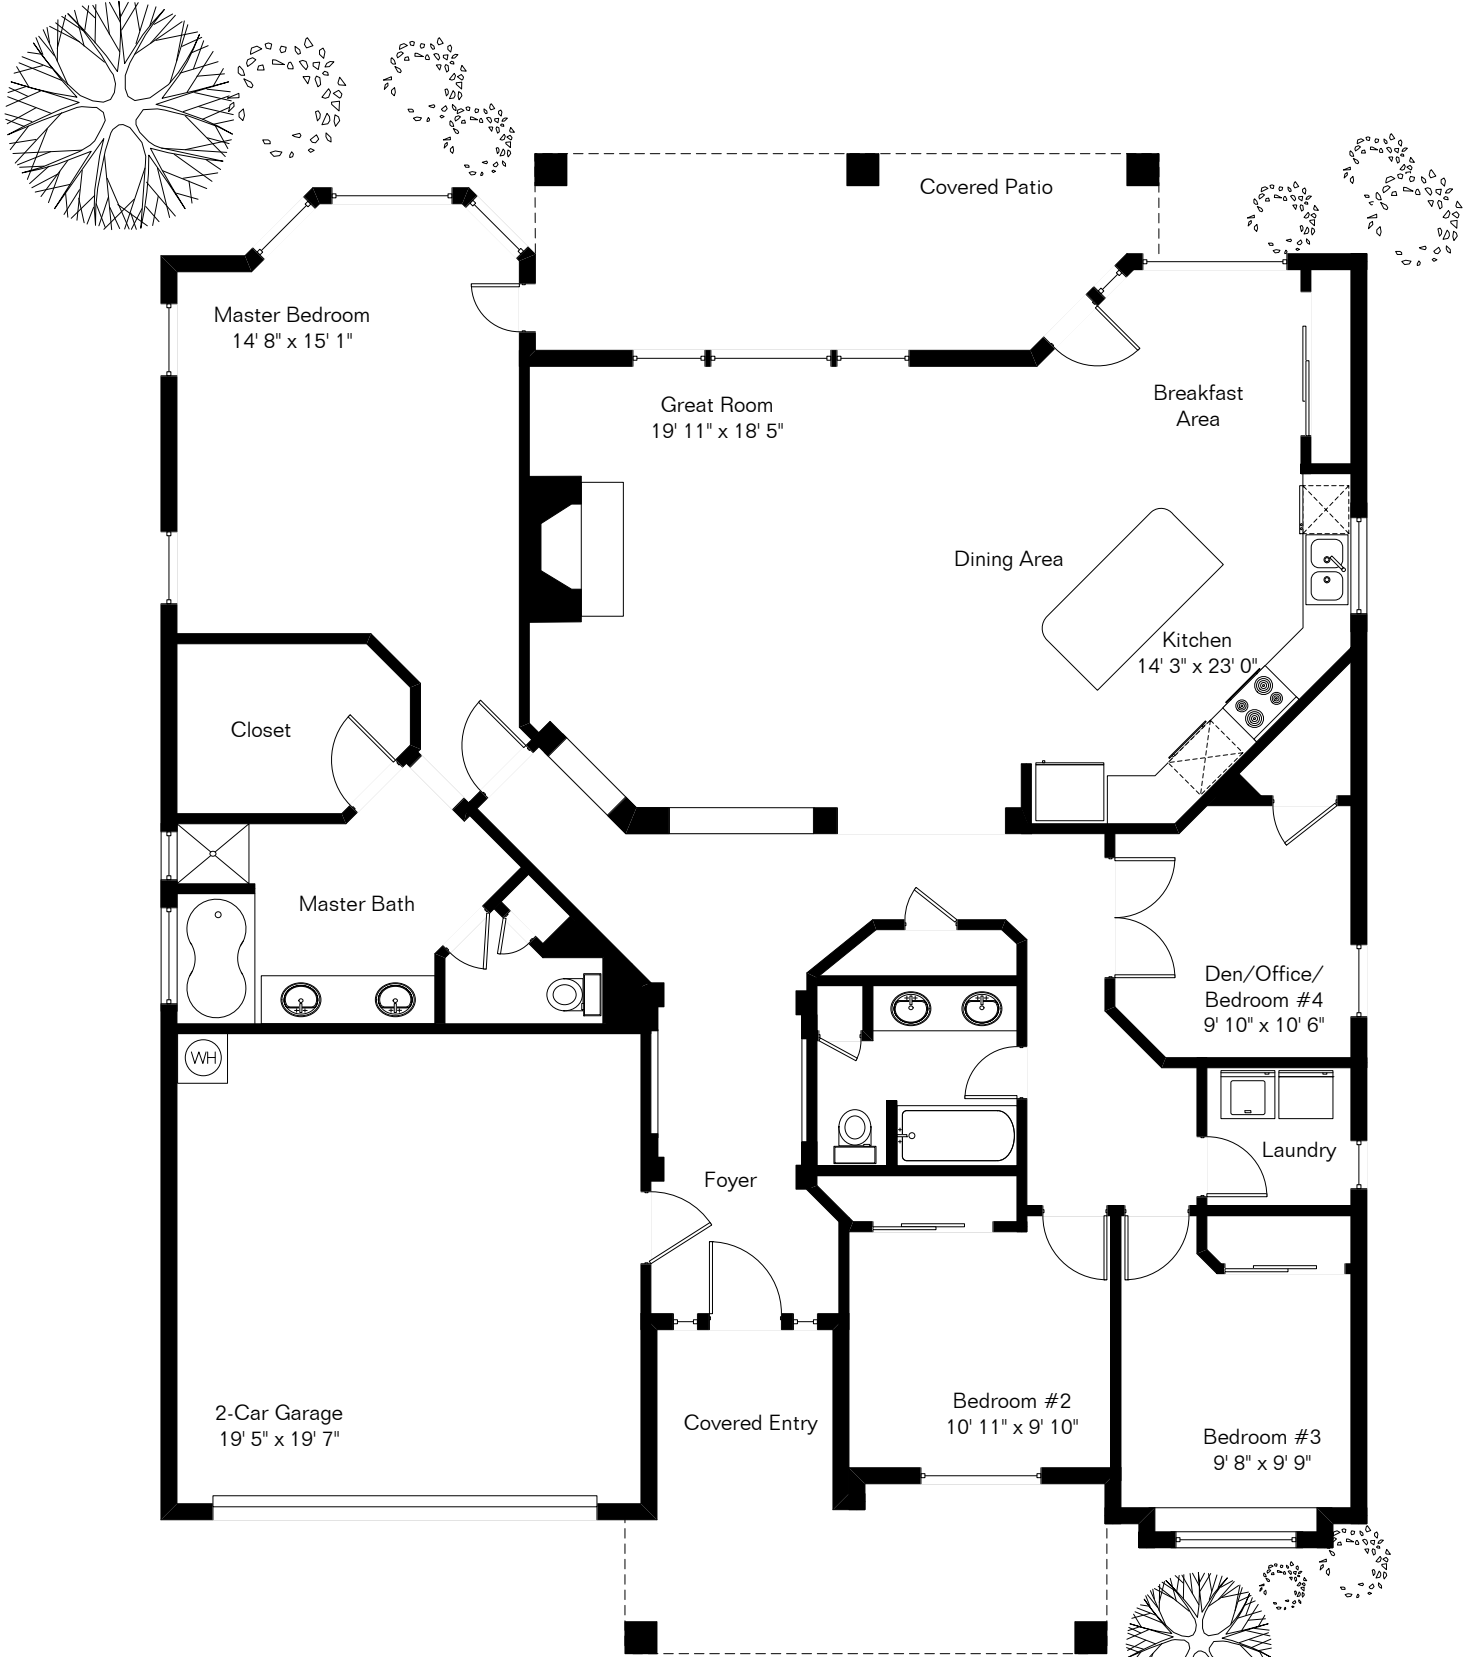 Covered Patio
Master Bedroom
14' 8" x 15' 1"
Great Room
19' 11" x 18' 5"
Breakfast
Area
Dining Area
Kitchen
14' 3" x 23' 0"
Closet
Master Bath
Den/Office/
Bedroom #4
9' 10" x 10' 6"
WH
Laundry
Foyer
2-Car Garage
19' 5" x 19' 7"
Covered Entry
Bedroom #2
10' 11" x 9' 10"
Bedroom #3
9' 8" x 9' 9"